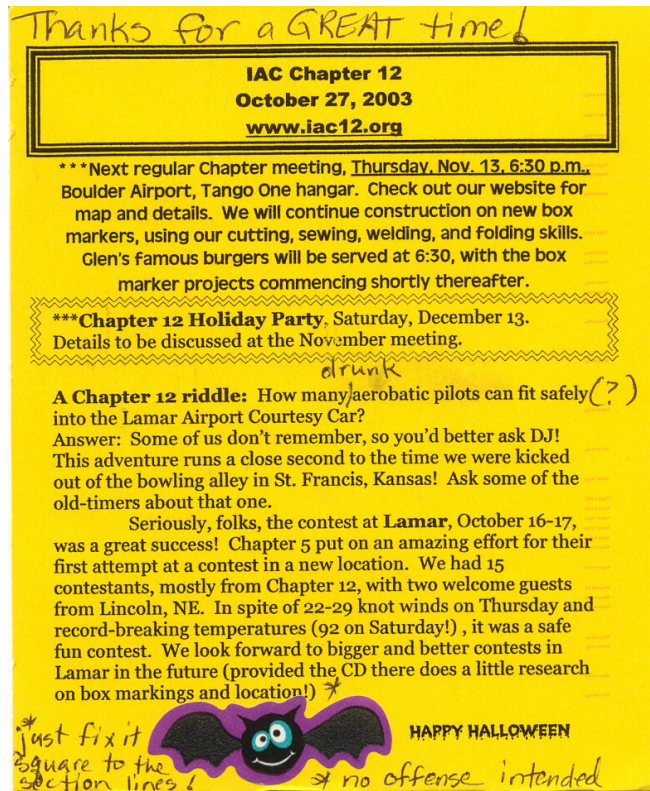 Thanks for a GREAT time!
IAC Chapter 12
October 27, 2003
www.iac12.org
***Next regular Chapter meeting, Thursday, Nov. 13, 6:30 p.m.,
Boulder Airport, Tango One hangar. Check out our website for
map and details. We will continue construction on new box
markers, using our cutting, sewing, welding, and folding skills.
Glen's famous burgers will be served at 6:30, with the box
marker projects commencing shortly thereafter.
***Chapter 12 Holiday Party, Saturday, December 13.
Details to be discussed at the November meeting.
drunk
A Chapter 12 riddle: How many/aerobatic pilots can fit safely (?)
into the Lamar Airport Courtesy Car?
Answer: Some of us don't remember, so you'd better ask DJ!
This adventure runs a close second to the time we were kicked
out of the bowling alley in St. Francis, Kansas! Ask some of the
old-timers about that one.
Seriously, folks, the contest at Lamar, October 16-17,
was a great success! Chapter 5 put on an amazing effort for their
first attempt at a contest in a new location. We had 15
contestants, mostly from Chapter 12, with two welcome guests
from Lincoln, NE. In spite of 22-29 knot winds on Thursday and
record-breaking temperatures (92 on Saturday!) , it was a safe
fun contest. We look forward to bigger and better contests in
Lamar in the future (provided the CD there does a little research
on box markings and location!) *
*just fix it
square to the
section lines!
HAPPY HALLOWEEN
* no offense intended